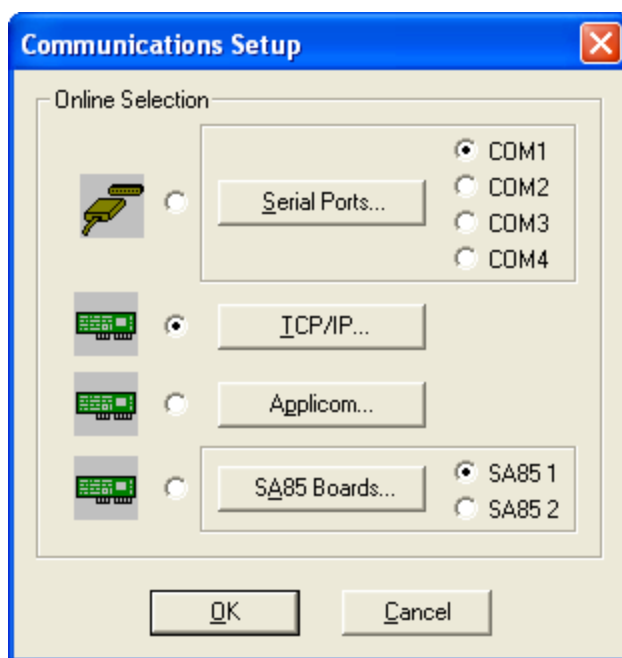 Communications Setup
Online Selection
Serial Ports...
COM1
COM2
COM3
COM4
TCP/IP...
Applicom...
SA85 Boards...
SA85 1
SA85 2
OK
Cancel